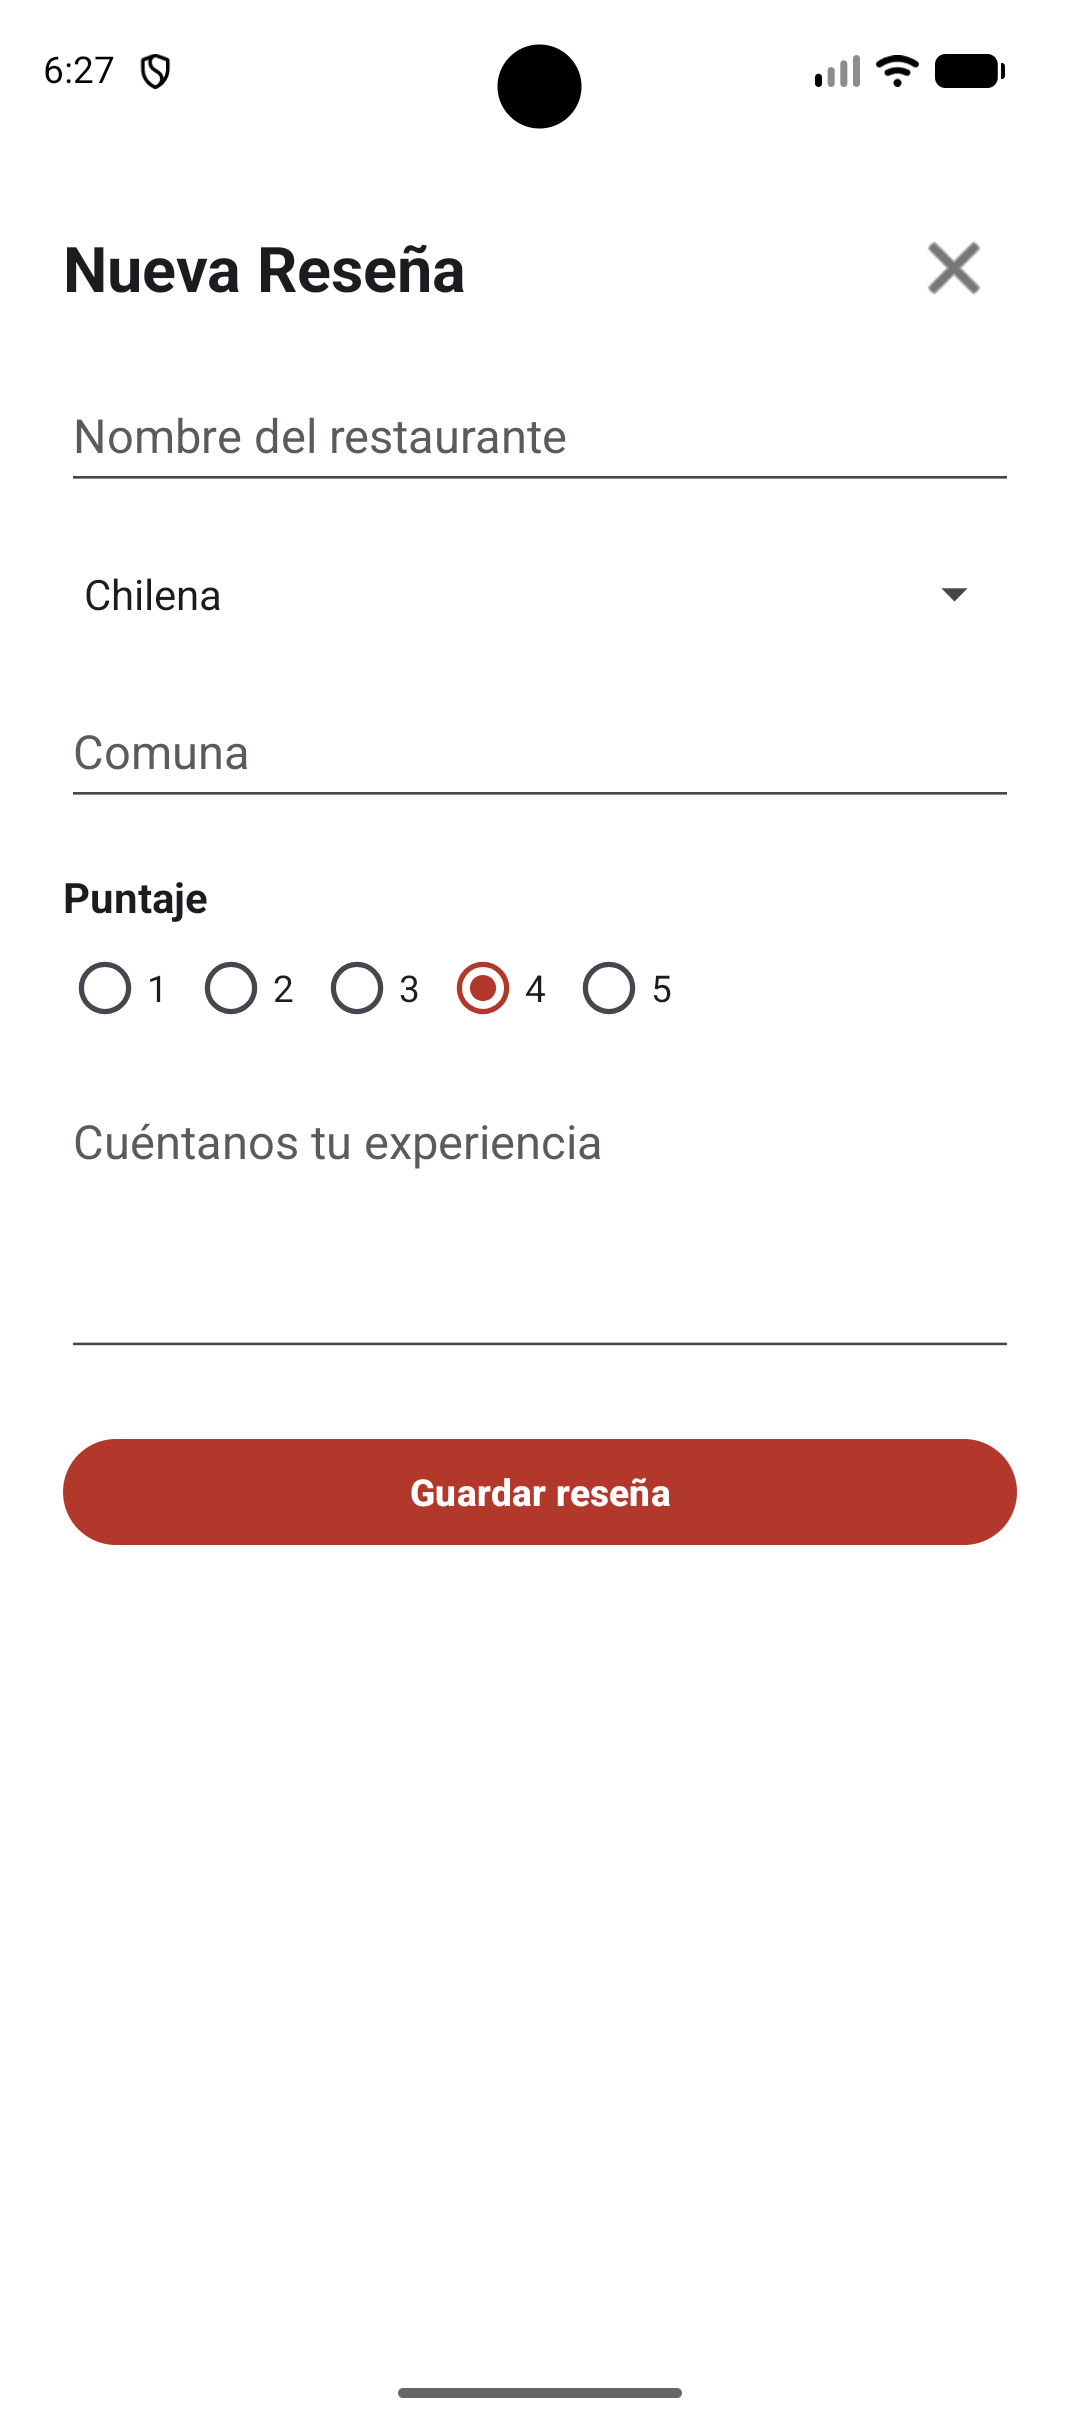 6:27
Nueva Reseña
Nombre del restaurante
Chilena
Comuna
Puntaje
1 2 3 4 5
Cuéntanos tu experiencia
Guardar reseña